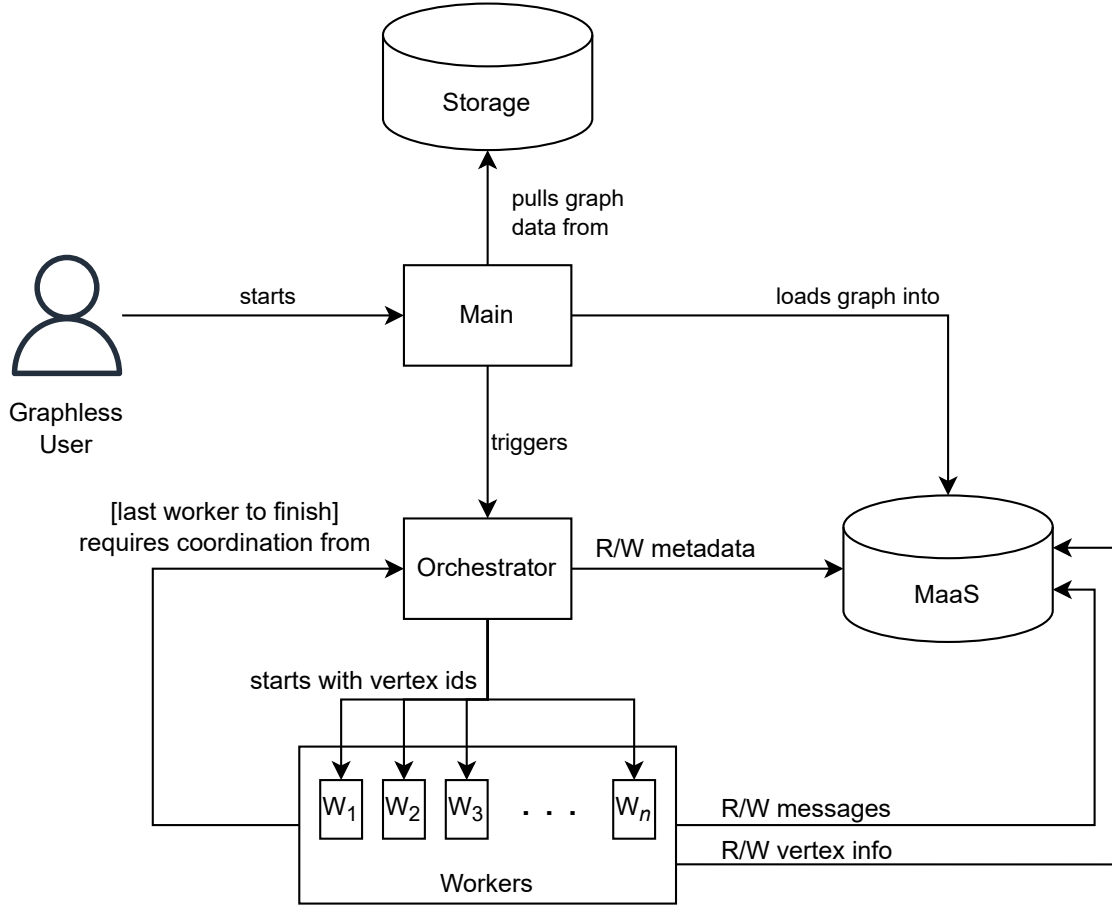 Storage
pulls graph
data from
starts
Main
loads graph into
Graphless
User
triggers
[last worker to finish]
requires coordination from
Orchestrator
R/W metadata
MaaS
starts with vertex ids
W1
W2
W3
. . .
Wn
R/W messages
R/W vertex info
Workers